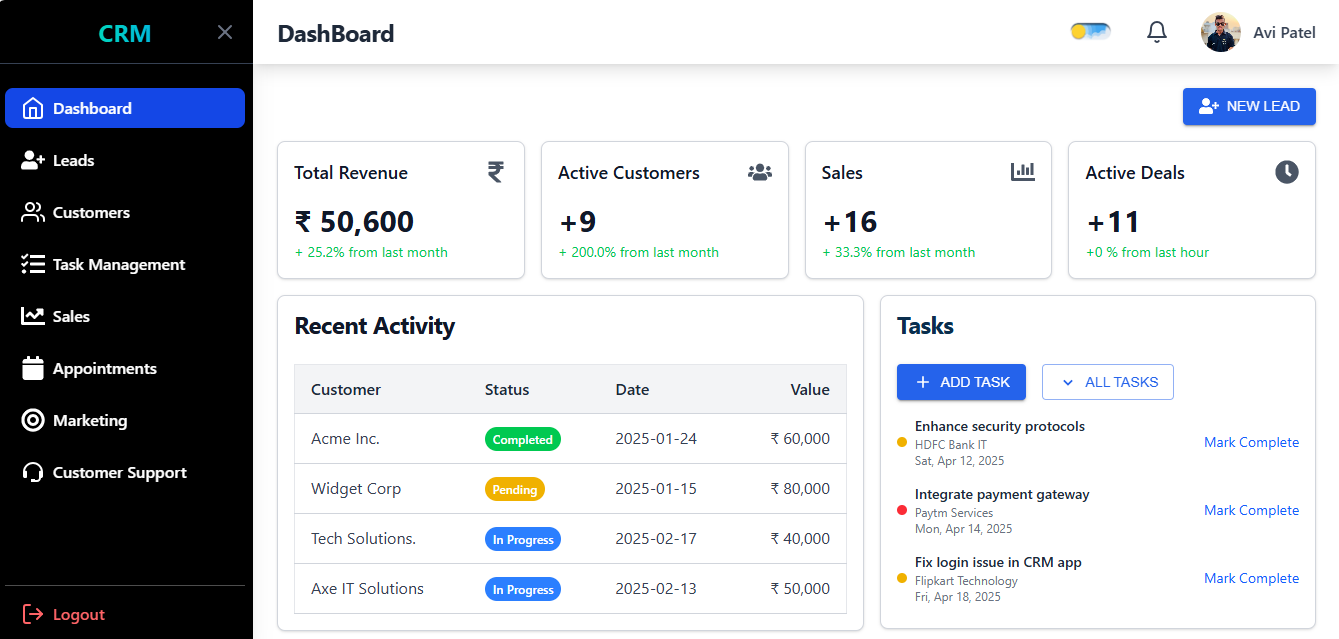 CRM
Dashboard
Leads
Customers
Task Management
Sales
Appointments
Marketing
Customer Support
Logout
DashBoard
Avi Patel
NEW LEAD
Total Revenue
₹ 50,600
+ 25.2% from last month
Active Customers
+9
+ 200.0% from last month
Sales
+16
+ 33.3% from last month
Active Deals
+11
+0 % from last hour
Recent Activity
Customer Status Date Value
Acme Inc. Completed 2025-01-24 ₹ 60,000
Widget Corp Pending 2025-01-15 ₹ 80,000
Tech Solutions. In Progress 2025-02-17 ₹ 40,000
Axe IT Solutions In Progress 2025-02-13 ₹ 50,000
Tasks
ADD TASK ALL TASKS
Enhance security protocols
HDFC Bank IT
Sat, Apr 12, 2025
Mark Complete
Integrate payment gateway
Paytm Services
Mon, Apr 14, 2025
Mark Complete
Fix login issue in CRM app
Flipkart Technology
Fri, Apr 18, 2025
Mark Complete